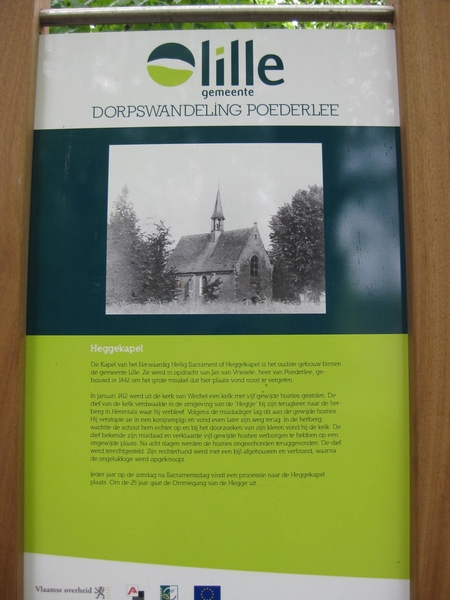 lille
gemeente
DORPSWANDELING POEDERLEE
Heggekapel
De Kapel van het Eerwaardig Heilig Sacrament of Heggekapel is het oudste gebouw binnen
de gemeente Lille. Ze werd in opdracht van Jan van Vriesele, heer van Poederlee, ge-
bouwd in 1442 om het grote mirakel dat hier plaats vond nooit te vergeten.
In januari 1412 werd uit de kerk van Wechel een kelk met vijf gewijde hosties gestolen. De
dief van de kelk verdwaalde in de omgeving van de 'Hegge' bij zijn terugkeer naar de her-
berg in Herentals waar hij verbleef. Volgens de misdadiger lag dit aan de gewijde hosties.
Hij verstopte ze in een konijnenpijp en vond even later zijn weg terug. In de herberg
wachtte de schout hem echter op en bij het doorzoeken van zijn kleren vond hij de kelk. De
dief bekende zijn misdaad en verklaarde vijf gewijde hosties verborgen te hebben op een
ongewijde plaats. Na acht dagen werden de hosties ongeschonden teruggevonden. De dief
werd terechtgesteld. Zijn rechterhand werd met een bijl afgehouwen en verbrand, waarna
de ongelukkige werd opgeknoopt.
Ieder jaar op de zondag na Sacramentsdag vindt een processie naar de Heggekapel
plaats. Om de 25 jaar gaat de Ommegang van de Hegge uit.
Vlaamse overheid